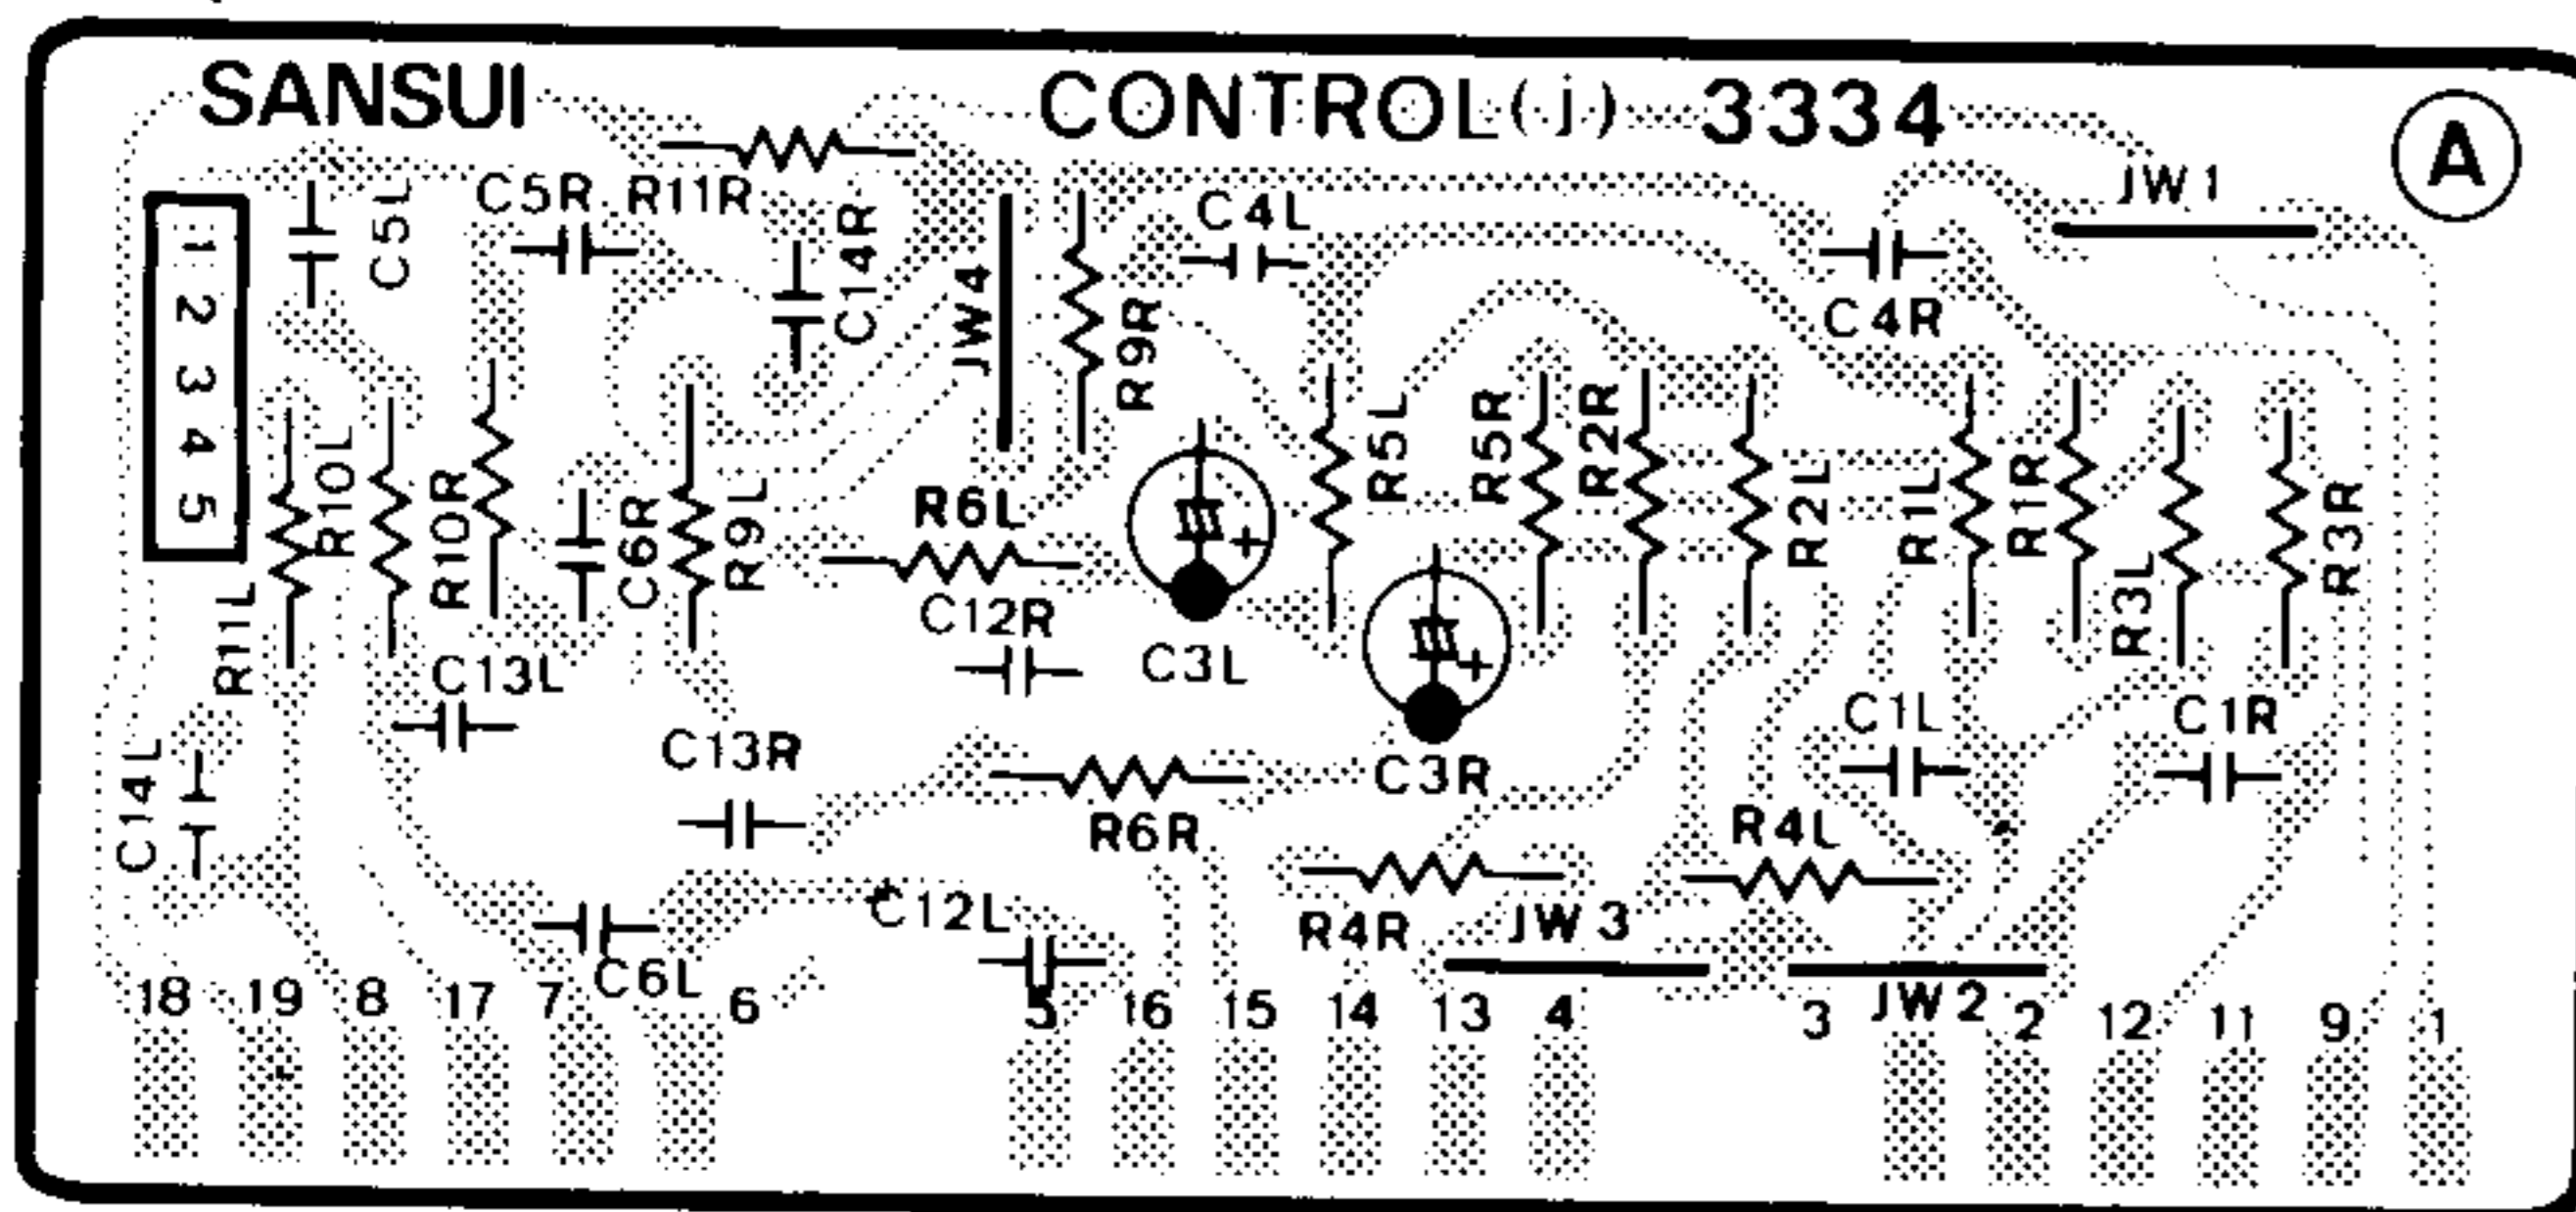 SANSUI CONTROL(j) 3334
A
JW1
C5L
C5R R11R
C14R
C4L
C4R
1
2
3
4
5
JW4
R9R
R10L
R10R
C6R
R9L
R6L
R5L
R5R
R2R
R2L
R1L
R1R
R3L
R3R
R11L
C13L
C12R
C3L
+
+
C14L
C13R
C3R
R6R
C1L
C1R
R4L
C12L
R4R
JW3
C6L
JW2
18 19 8 17 7 6 5 16 15 14 13 4 3 2 12 11 9 1